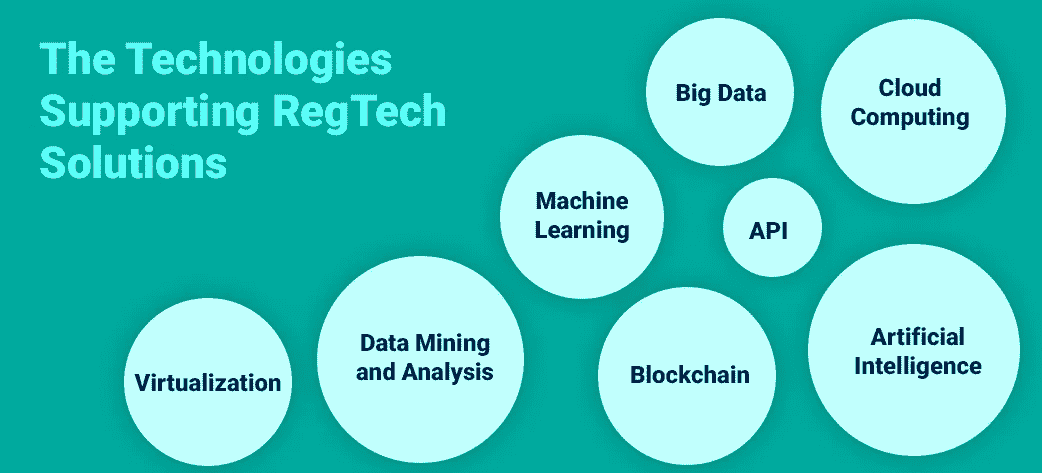 The Technologies
Supporting RegTech
Solutions
Big Data
Cloud
Computing
Machine
Learning
API
Virtualization
Data Mining
and Analysis
Blockchain
Artificial
Intelligence